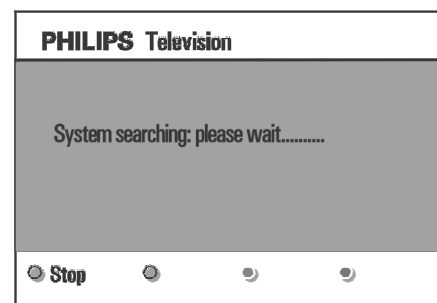 PHILIPS Television
System searching: please wait..........
Stop